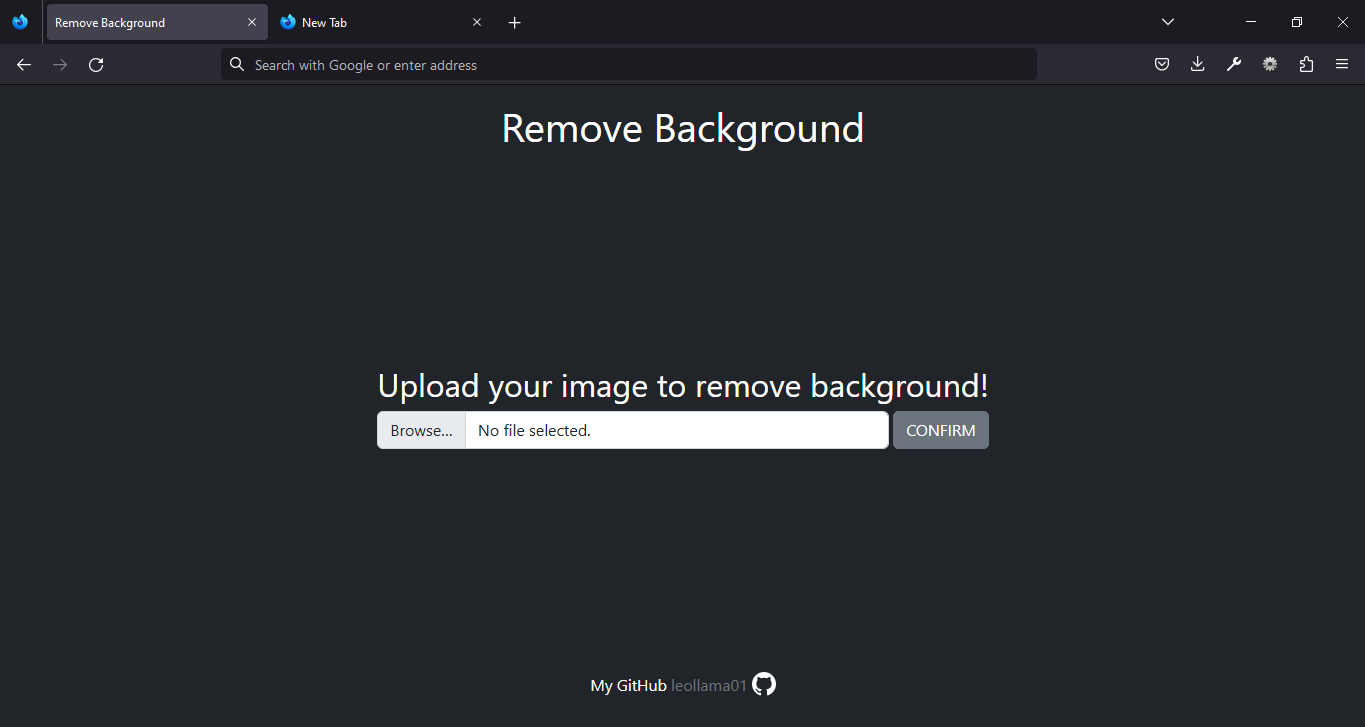 Remove Background
New Tab
Search with Google or enter address
Remove Background
Upload your image to remove background!
Browse... No file selected. CONFIRM
My GitHub leollama01